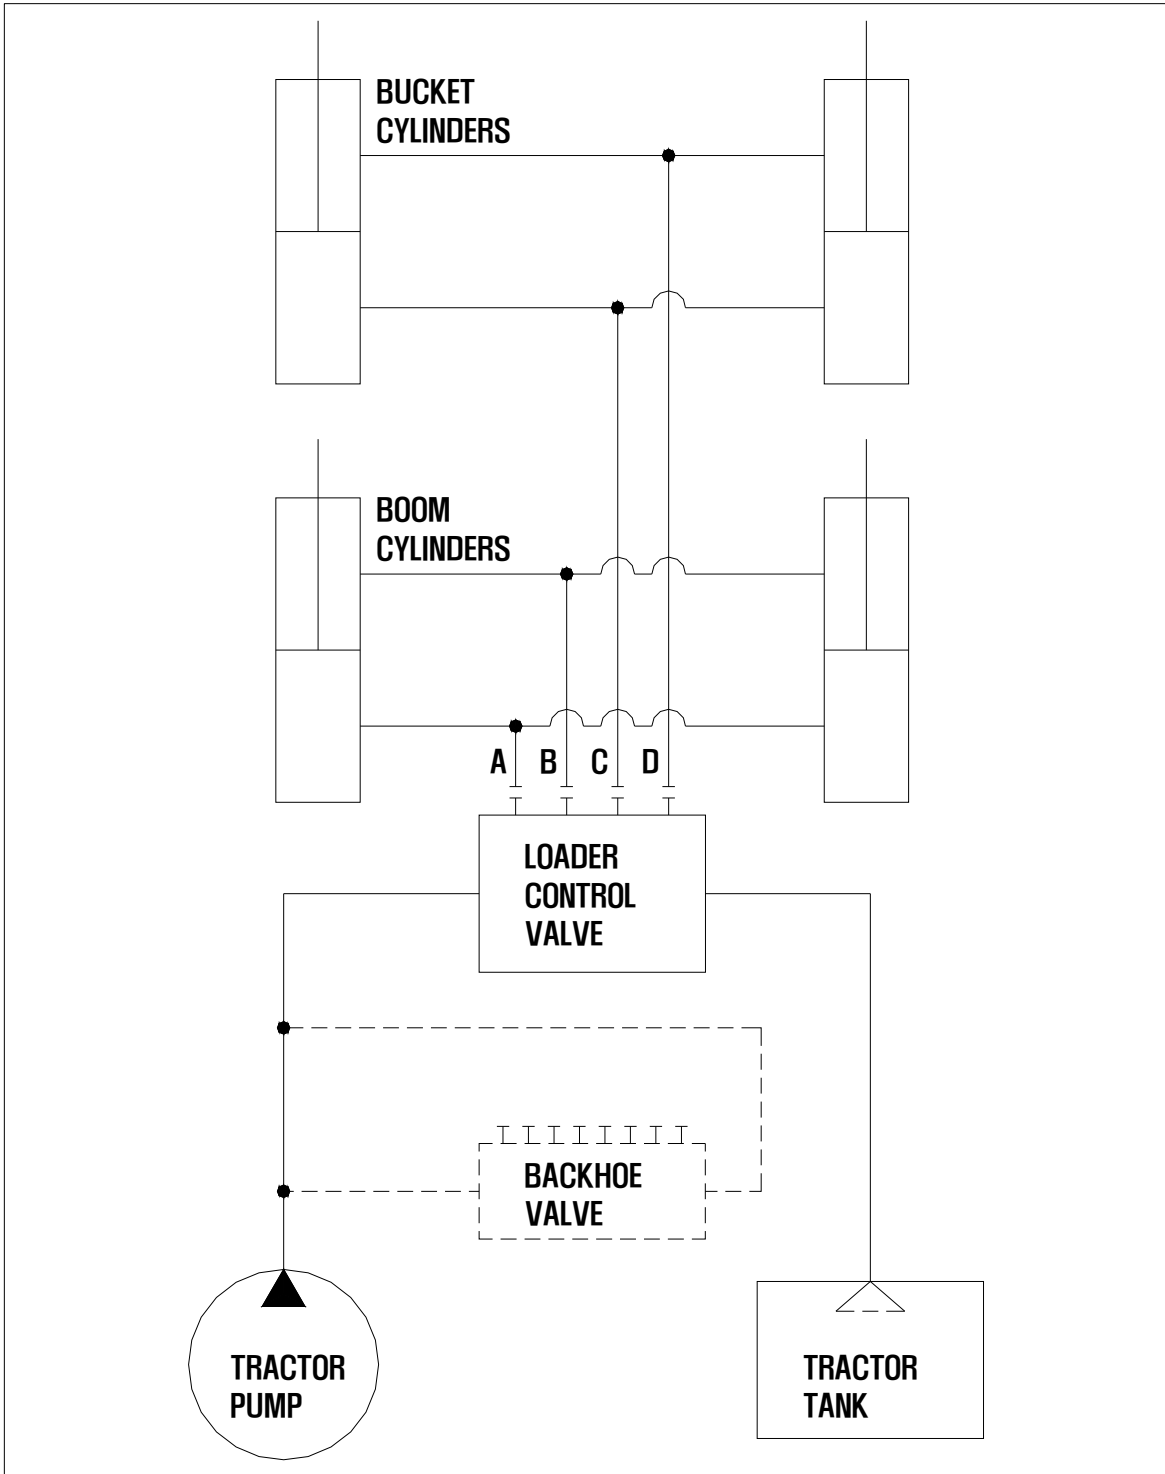 BUCKET
CYLINDERS
BOOM
CYLINDERS
A B C D
LOADER
CONTROL
VALVE
BACKHOE
VALVE
TRACTOR
PUMP
TRACTOR
TANK